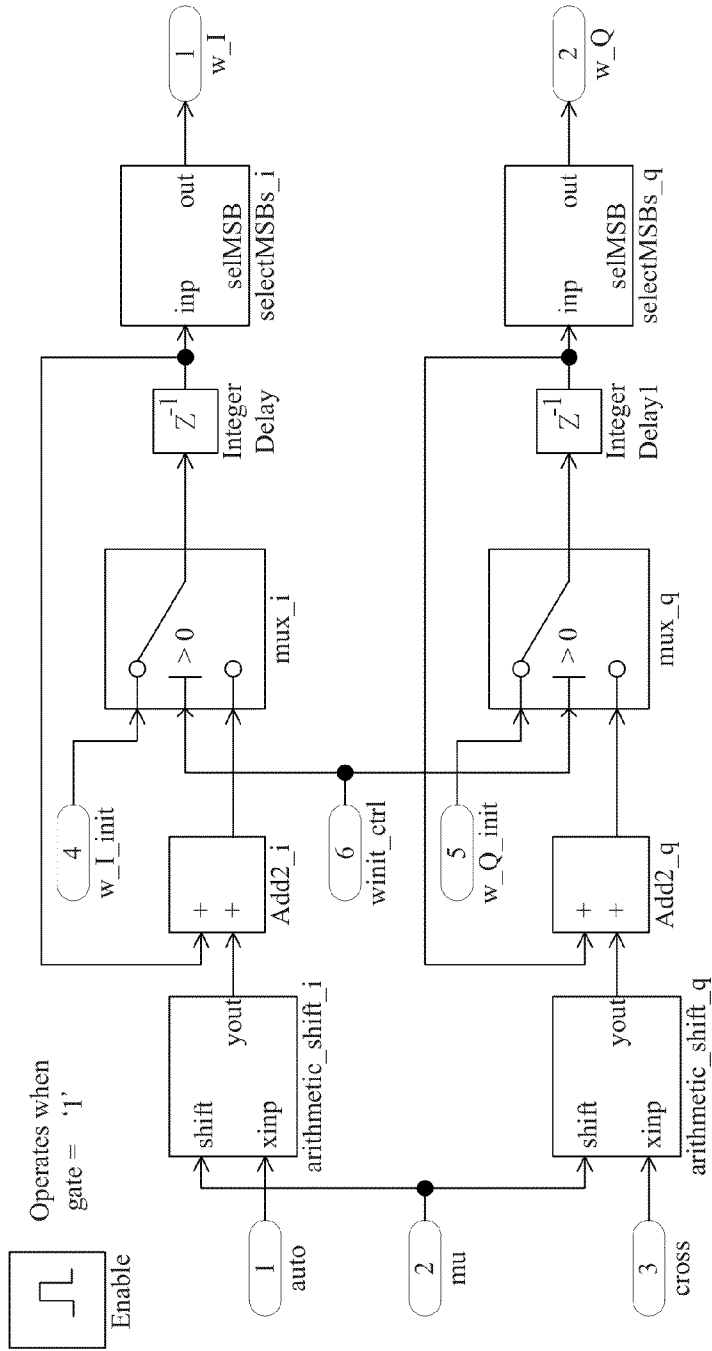 Enable
Operates when
gate = '1'
1
auto
2
mu
3
cross
shift
xinp
yout
arithmetic_shift_i
shift
xinp
yout
arithmetic_shift_q
+
+
Add2_i
+
+
Add2_q
4
w_I_init
6
winit_ctrl
5
w_Q_init
> 0
mux_i
> 0
mux_q
Z-1
Integer
Delay
Z-1
Integer
Delay1
inp
out
selMSB
selectMSBs_i
inp
out
selMSB
selectMSBs_q
1
w_I
2
w_Q